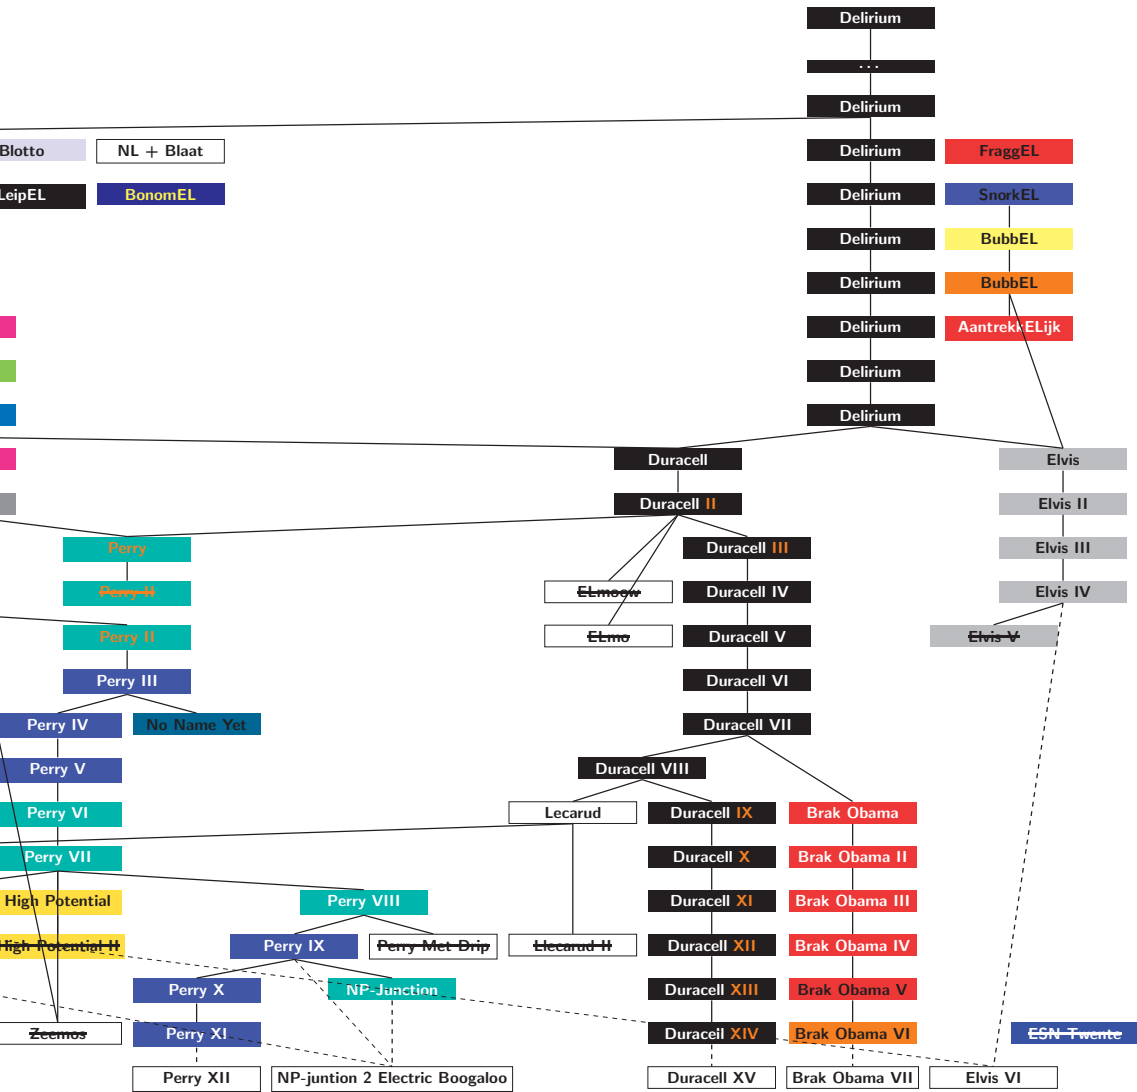 Delirium
...
Delirium
Blotto NL + Blaat Delirium FraggEL
LeipEL BonomEL Delirium SnorkEL
Delirium BubbEL
Delirium BubbEL
Delirium AantrekkELijk
Delirium
Delirium
Duracell Elvis
Duracell II Elvis II
Perry Duracell III Elvis III
Perry II ELmoow Duracell IV Elvis IV
Perry II ELmo Duracell V Elvis V
Perry III Duracell VI
Perry IV No Name Yet Duracell VII
Perry V Duracell VIII
Perry VI Lecarud Duracell IX Brak Obama
Perry VII Duracell X Brak Obama II
High Potential Perry VIII Duracell XI Brak Obama III
High Potential II Perry IX Perry Met Drip Llecarud II Duracell XII Brak Obama IV
Perry X NP-Junction Duracell XIII Brak Obama V
Zeemos Perry XI Duracell XIV Brak Obama VI ESN Twente
Perry XII NP-juntion 2 Electric Boogaloo Duracell XV Brak Obama VII Elvis VI